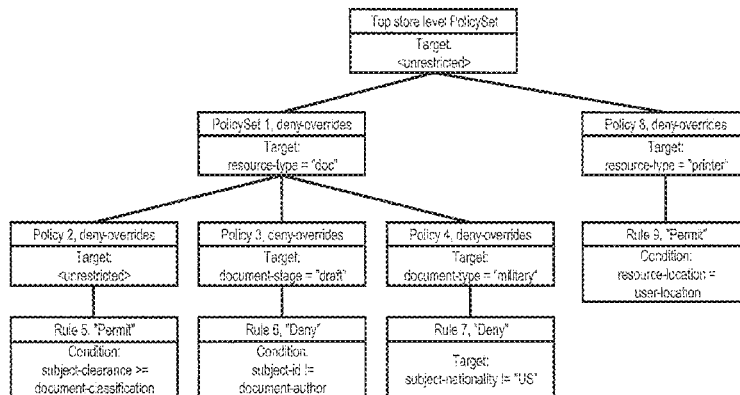 Top store level PolicySet
Target:
<unrestricted>
PolicySet 1, deny-overrides
Target:
resource-type = "doc"
Policy 8, deny-overrides
Target:
resource-type = "printer"
Policy 2, deny-overrides
Target:
<unrestricted>
Policy 3, deny-overrides
Target:
document-stage = "draft"
Policy 4, deny-overrides
Target:
document-type = "military"
Rule 9, "Permit"
Condition:
resource-location =
user-location
Rule 5, "Permit"
Condition:
subject-clearance >=
document-classification
Rule 6, "Deny"
Condition:
subject-id !=
document-author
Rule 7, "Deny"
Target:
subject-nationality != "US"